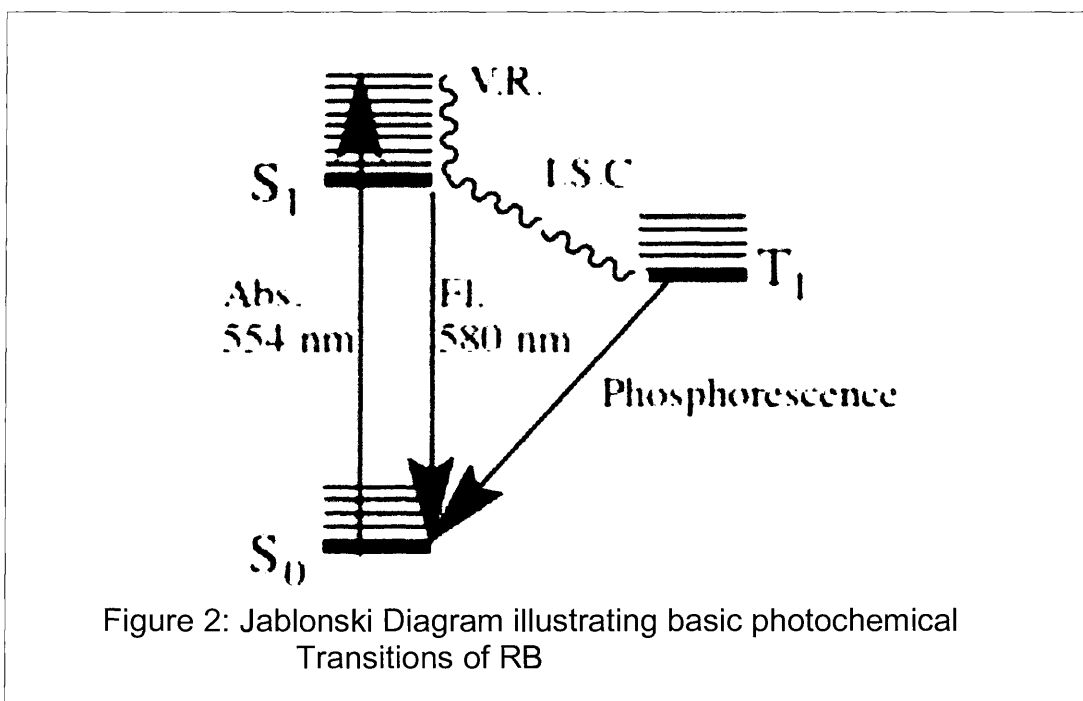 V.R.
I.S.C
S1
T1
Abs.
554 nm
Fl.
580 nm
Phosphorescence
S0
Figure 2: Jablonski Diagram illustrating basic photochemical
Transitions of RB